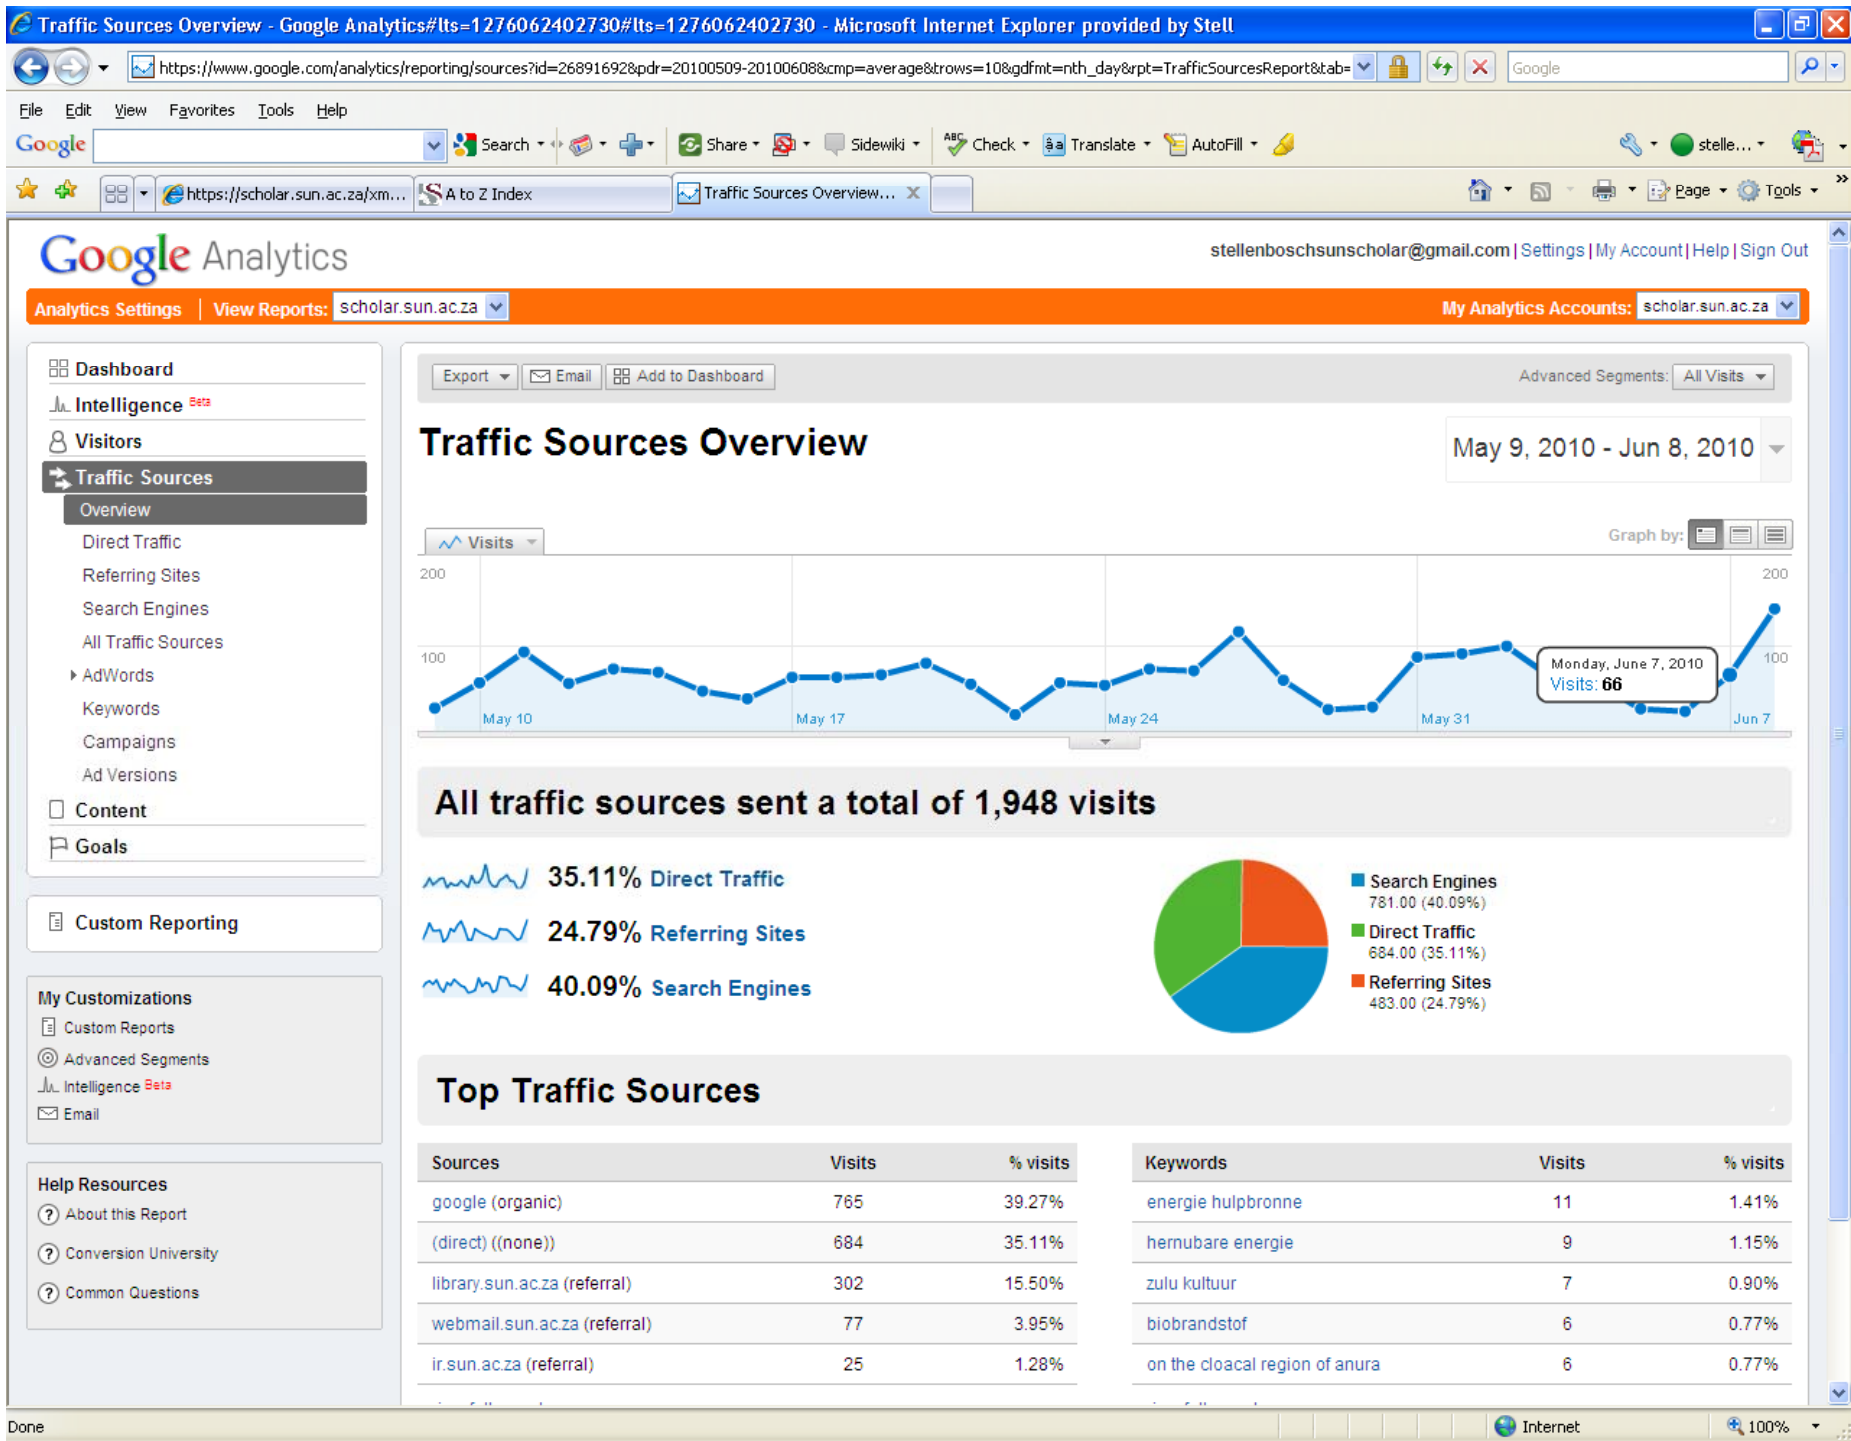 Traffic Sources Overview - Google Analytics#lts=1276062402730#lts=1276062402730 - Microsoft Internet Explorer provided by Stell
https://www.google.com/analytics/reporting/sources?id=26891692&pdr=20100509-20100608&cmp=average&trows=10&gdfmt=nth_day&rpt=TrafficSourcesReport&tab= Google
File Edit View Favorites Tools Help
Google Search Share Sidewiki ABC Check Translate AutoFill stelle...
https://scholar.sun.ac.za/xm... A to Z Index Traffic Sources Overview... X Page Tools »
Google Analytics
stellenboschsunscholar@gmail.com | Settings | My Account | Help | Sign Out
Analytics Settings | View Reports: scholar.sun.ac.za
My Analytics Accounts: scholar.sun.ac.za
Dashboard
Intelligence Beta
Visitors
Traffic Sources
Overview
Direct Traffic
Referring Sites
Search Engines
All Traffic Sources
AdWords
Keywords
Campaigns
Ad Versions
Content
Goals
Custom Reporting
My Customizations
Custom Reports
Advanced Segments
Intelligence Beta
Email
Help Resources
About this Report
Conversion University
Common Questions
Export Email Add to Dashboard
Advanced Segments: All Visits
Traffic Sources Overview
May 9, 2010 - Jun 8, 2010
Visits
Graph by:
200 200
100 100
Monday, June 7, 2010
Visits: 66
May 10 May 17 May 24 May 31 Jun 7
All traffic sources sent a total of 1,948 visits
35.11% Direct Traffic
24.79% Referring Sites
40.09% Search Engines
Search Engines
781.00 (40.09%)
Direct Traffic
684.00 (35.11%)
Referring Sites
483.00 (24.79%)
Top Traffic Sources
Sources Visits % visits
google (organic) 765 39.27%
(direct) ((none)) 684 35.11%
library.sun.ac.za (referral) 302 15.50%
webmail.sun.ac.za (referral) 77 3.95%
ir.sun.ac.za (referral) 25 1.28%
Keywords Visits % visits
energie hulpbronne 11 1.41%
hernubare energie 9 1.15%
zulu kultuur 7 0.90%
biobrandstof 6 0.77%
on the cloacal region of anura 6 0.77%
Done Internet 100%